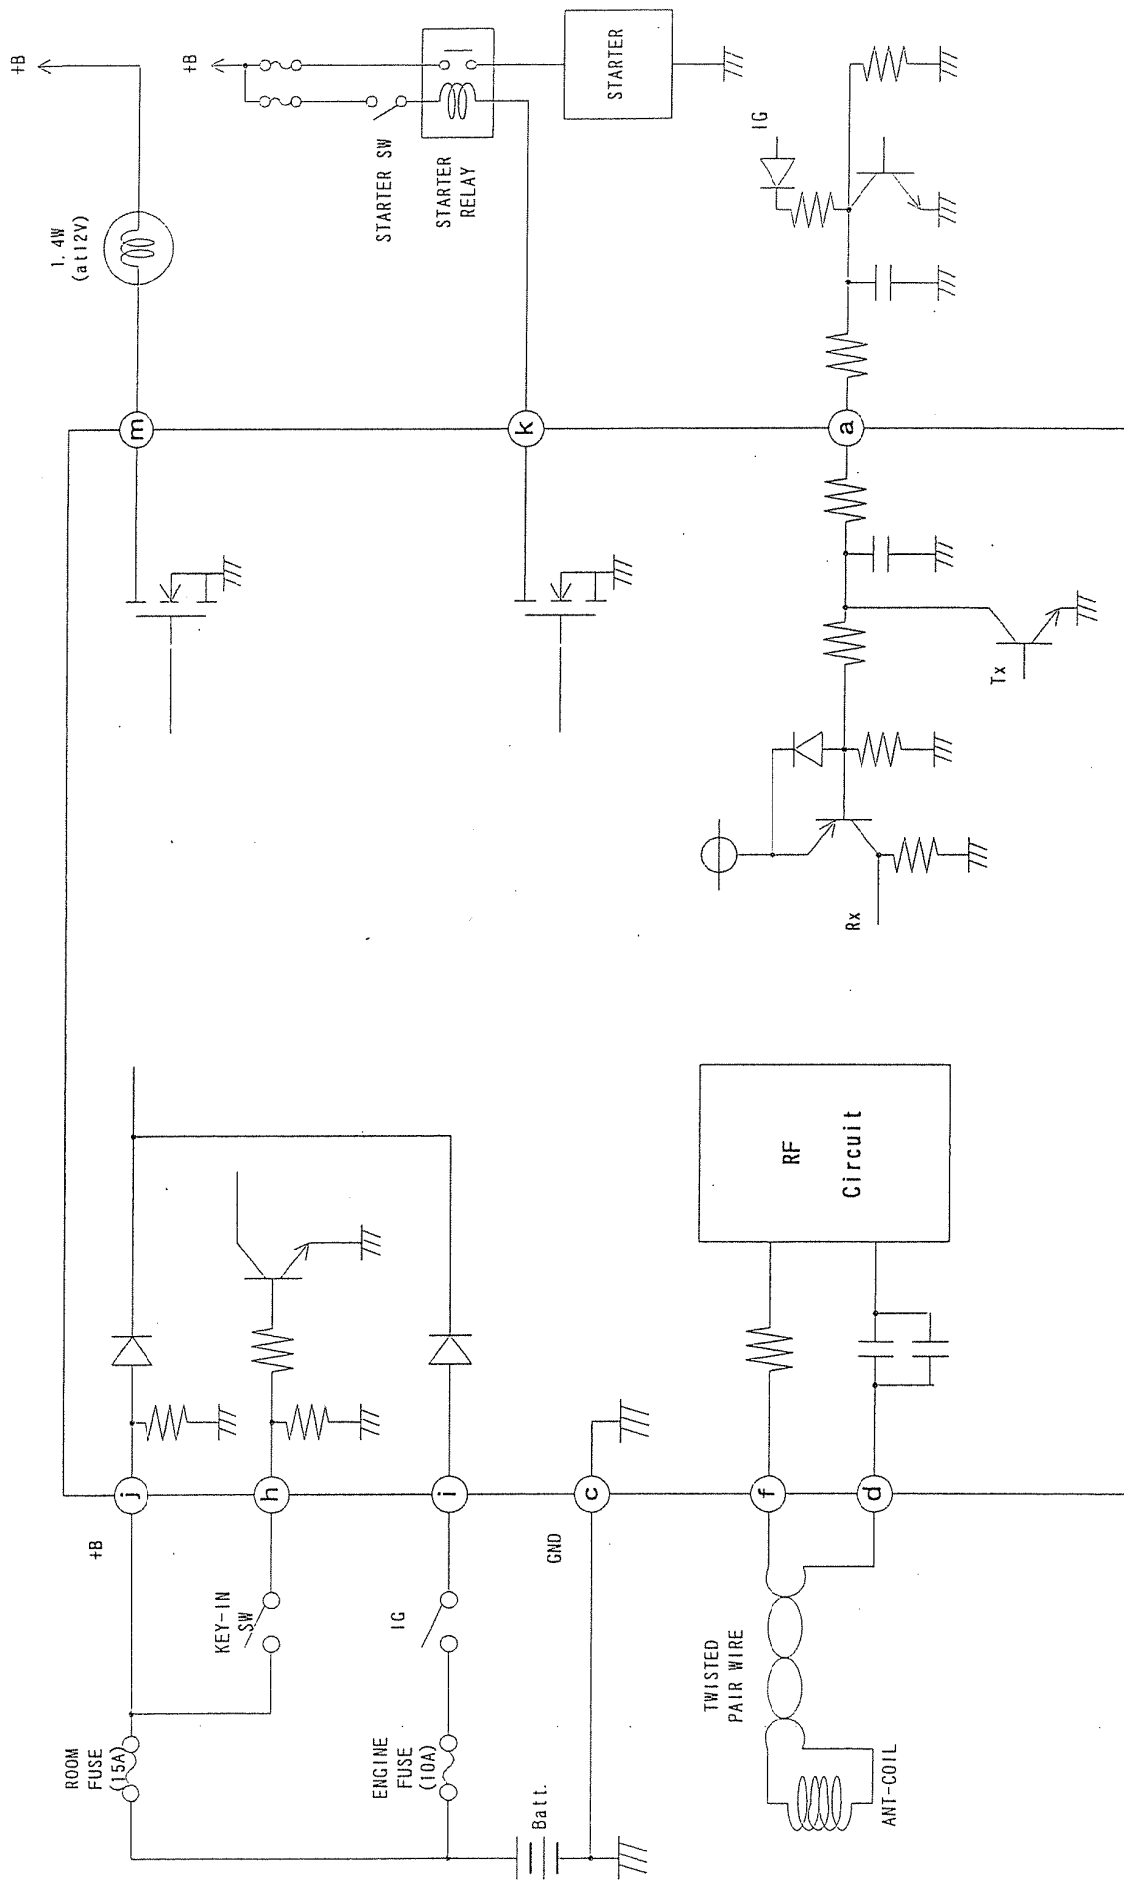 ROOM
FUSE
(15A)
+B
j
KEY-IN
SW
h
ENGINE
FUSE
(10A)
IG
i
Batt.
GND
c
TWISTED
PAIR WIRE
ANT-COIL
f
d
RF
Circuit
m
1.4W
(at12V)
+B
k
STARTER SW
STARTER
RELAY
+B
STARTER
Rx
Tx
a
IG